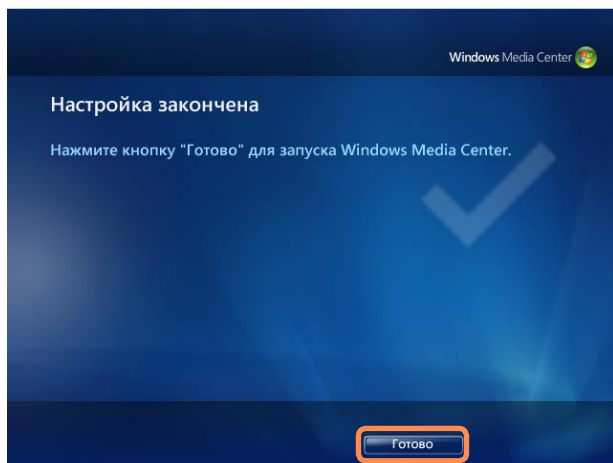 Windows Media Center
Настройка закончена
Нажмите кнопку "Готово" для запуска Windows Media Center.
Готово